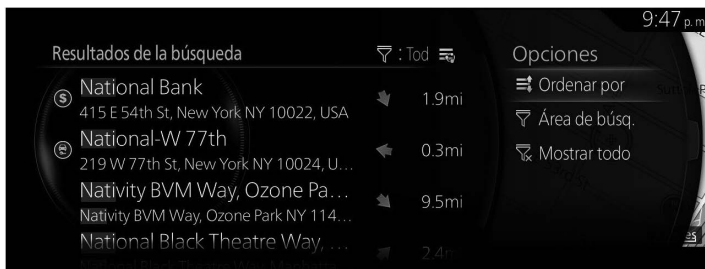 9:47 p.m
Resultados de la búsqueda
: Tod
National Bank
415 E 54th St, New York NY 10022, USA
1.9mi
National-W 77th
219 W 77th St, New York NY 10024, U...
0.3mi
Nativity BVM Way, Ozone Pa...
Nativity BVM Way, Ozone Park NY 114...
9.5mi
National Black Theatre Way, ...
2.4m
Opciones
Ordenar por
Área de búsq.
Mostrar todo